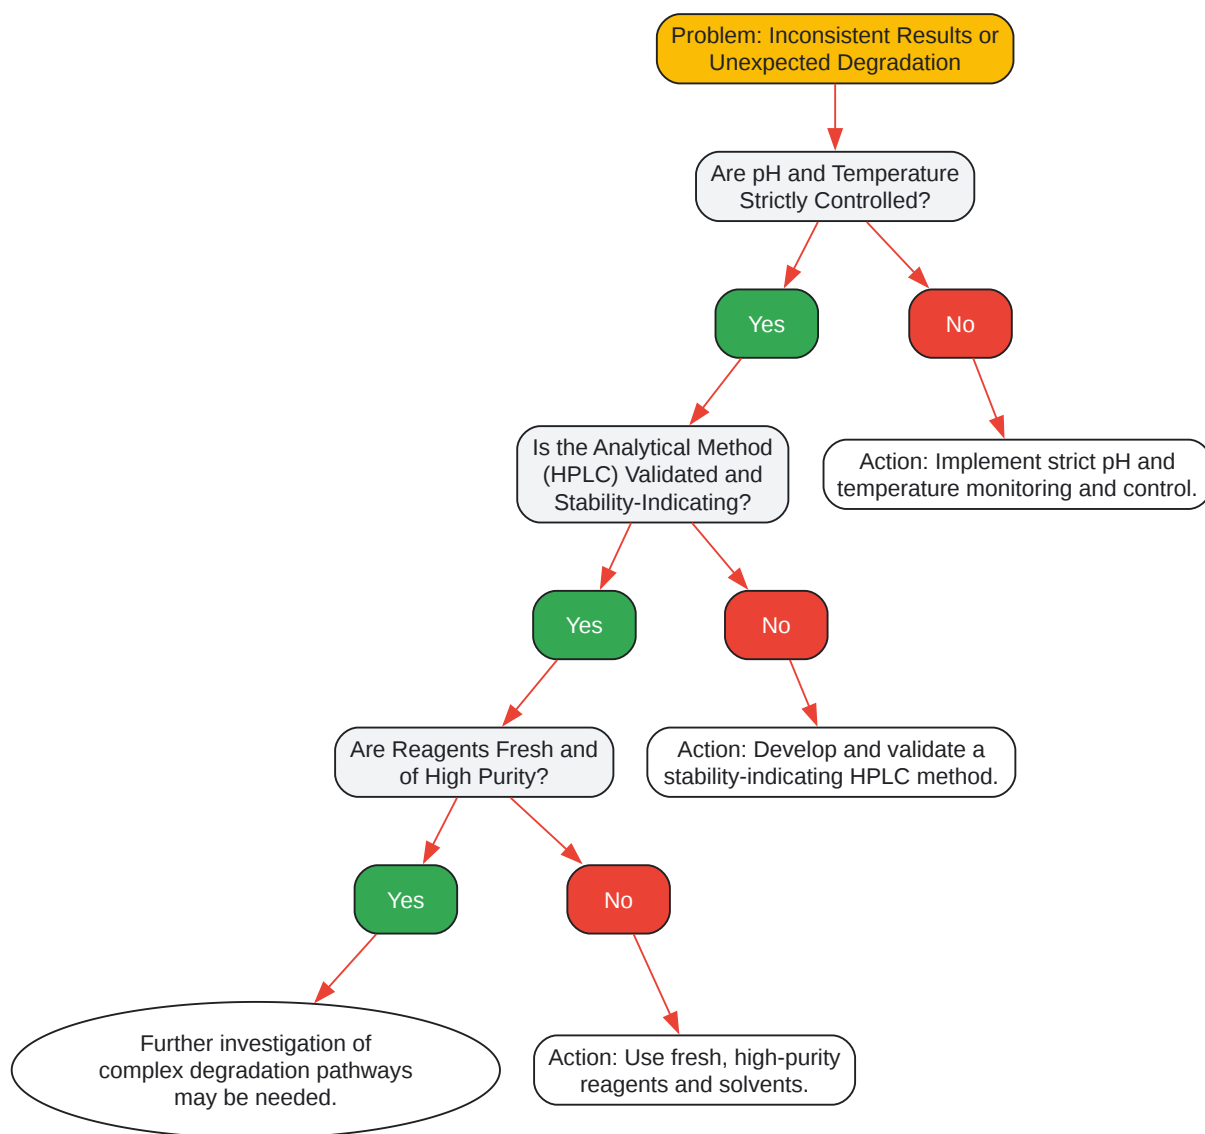 Problem: Inconsistent Results or
Unexpected Degradation
Are pH and Temperature
Strictly Controlled?
Yes
No
Is the Analytical Method
(HPLC) Validated and
Stability-Indicating?
Action: Implement strict pH and
temperature monitoring and control.
Yes
No
Are Reagents Fresh and
of High Purity?
Action: Develop and validate a
stability-indicating HPLC method.
Yes
No
Further investigation of
complex degradation pathways
may be needed.
Action: Use fresh, high-purity
reagents and solvents.